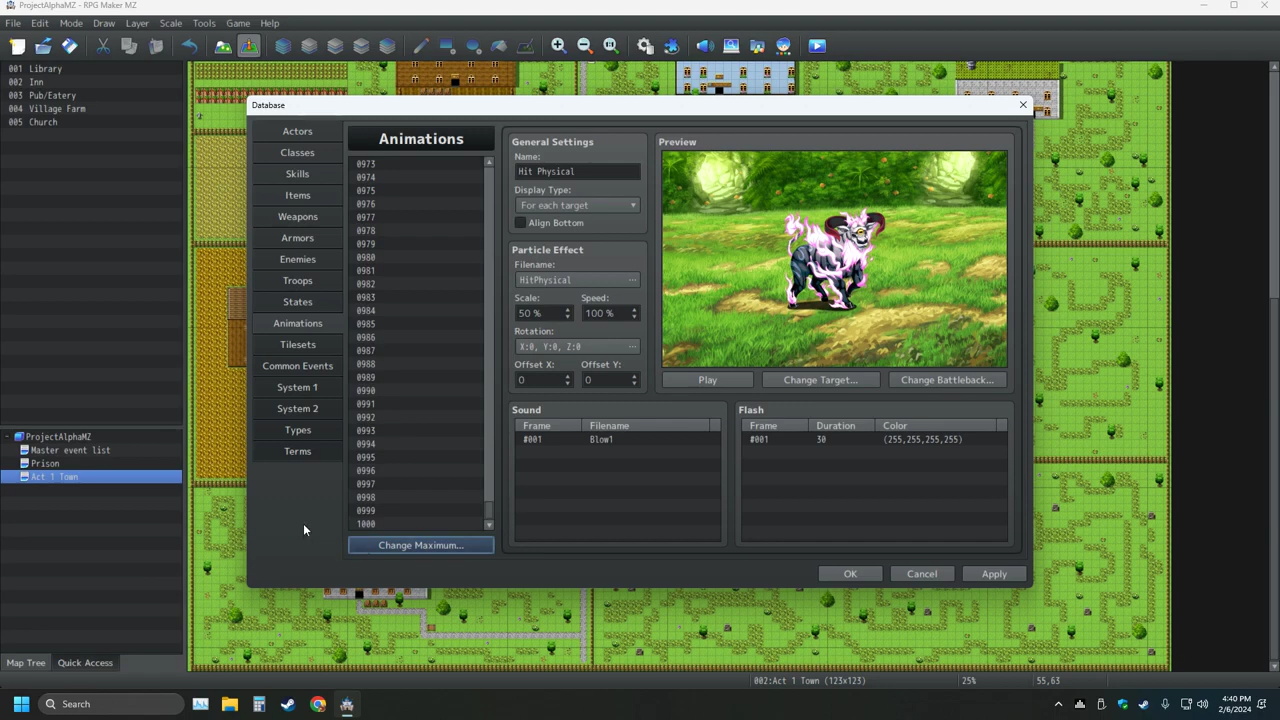 ProjectAlphaMZ - RPG Maker MZ
File Edit Mode Draw Layer Scale Tools Game Help
001 Library
002 Inn
003 Pub/Eatery
004 Village Farm
005 Church
ProjectAlphaMZ
Master event list
Prison
Act 1 Town
Map Tree Quick Access
Database
Actors
Classes
Skills
Items
Weapons
Armors
Enemies
Troops
States
Animations
Tilesets
Common Events
System 1
System 2
Types
Terms
Animations
0973
0974
0975
0976
0977
0978
0979
0980
0981
0982
0983
0984
0985
0986
0987
0988
0989
0990
0991
0992
0993
0994
0995
0996
0997
0998
0999
1000
Change Maximum...
General Settings
Name:
Hit Physical
Display Type:
For each target
Align Bottom
Particle Effect
Filename:
HitPhysical ...
Scale: Speed:
50 % 100 %
Rotation:
X:0, Y:0, Z:0 ...
Offset X: Offset Y:
0 0
Preview
Play Change Target... Change Battleback...
Sound
Frame Filename
#001 Blow1
Flash
Frame Duration Color
#001 30 (255,255,255,255)
OK Cancel Apply
002:Act 1 Town (123x123) 25% 55,63
Search
4:40 PM
2/6/2024